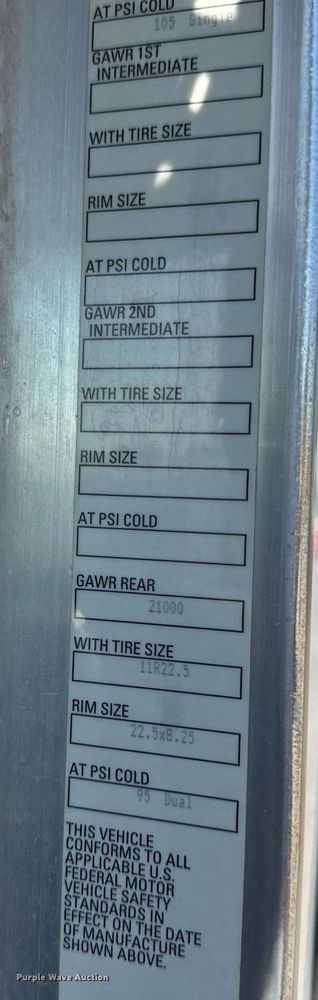 AT PSI COLD
105 Single
GAWR 1ST
INTERMEDIATE
WITH TIRE SIZE
RIM SIZE
AT PSI COLD
GAWR 2ND
INTERMEDIATE
WITH TIRE SIZE
RIM SIZE
AT PSI COLD
GAWR REAR
21000
WITH TIRE SIZE
11R22.5
RIM SIZE
22.5x8.25
AT PSI COLD
95 Dual
THIS VEHICLE
CONFORMS TO ALL
APPLICABLE U.S.
FEDERAL MOTOR
VEHICLE SAFETY
STANDARDS IN
EFFECT ON THE DATE
OF MANUFACTURE
SHOWN ABOVE.
Purple Wave Auction